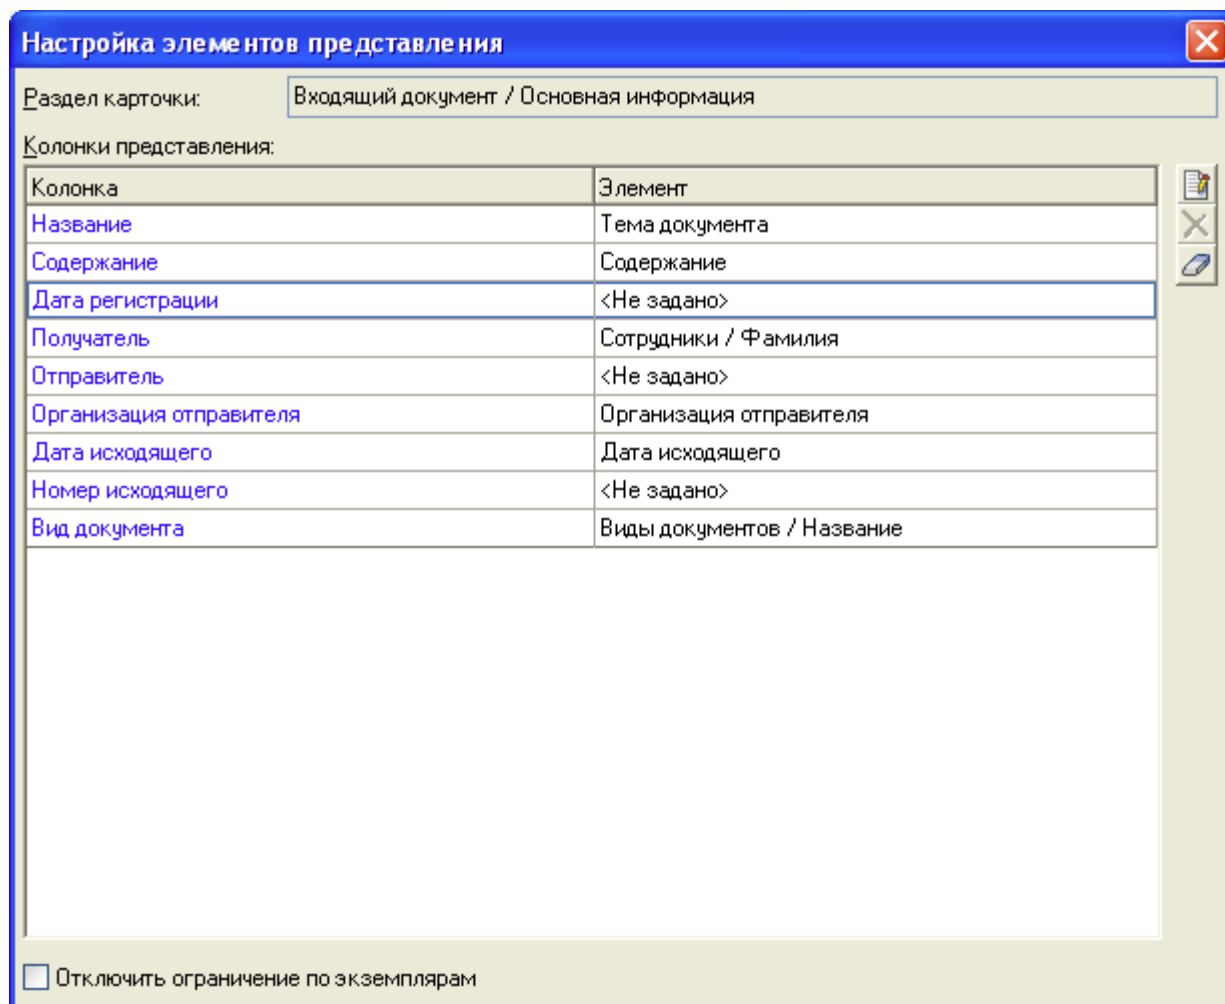 Настройка элементов представления
Раздел карточки: Входящий документ / Основная информация
Колонки представления:
Колонка Элемент
Название Тема документа
Содержание Содержание
Дата регистрации <Не задано>
Получатель Сотрудники / Фамилия
Отправитель <Не задано>
Организация отправителя Организация отправителя
Дата исходящего Дата исходящего
Номер исходящего <Не задано>
Вид документа Виды документов / Название
Отключить ограничение по экземплярам